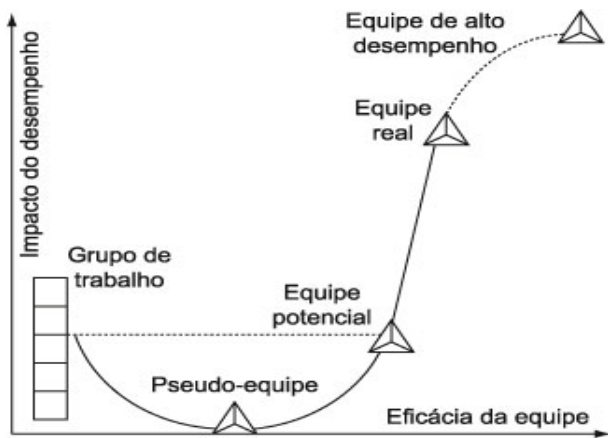 Equipe de alto
desempenho
Impacto do desempenho
Equipe
real
Grupo de
trabalho
Equipe
potencial
Pseudo-equipe
Eficácia da equipe